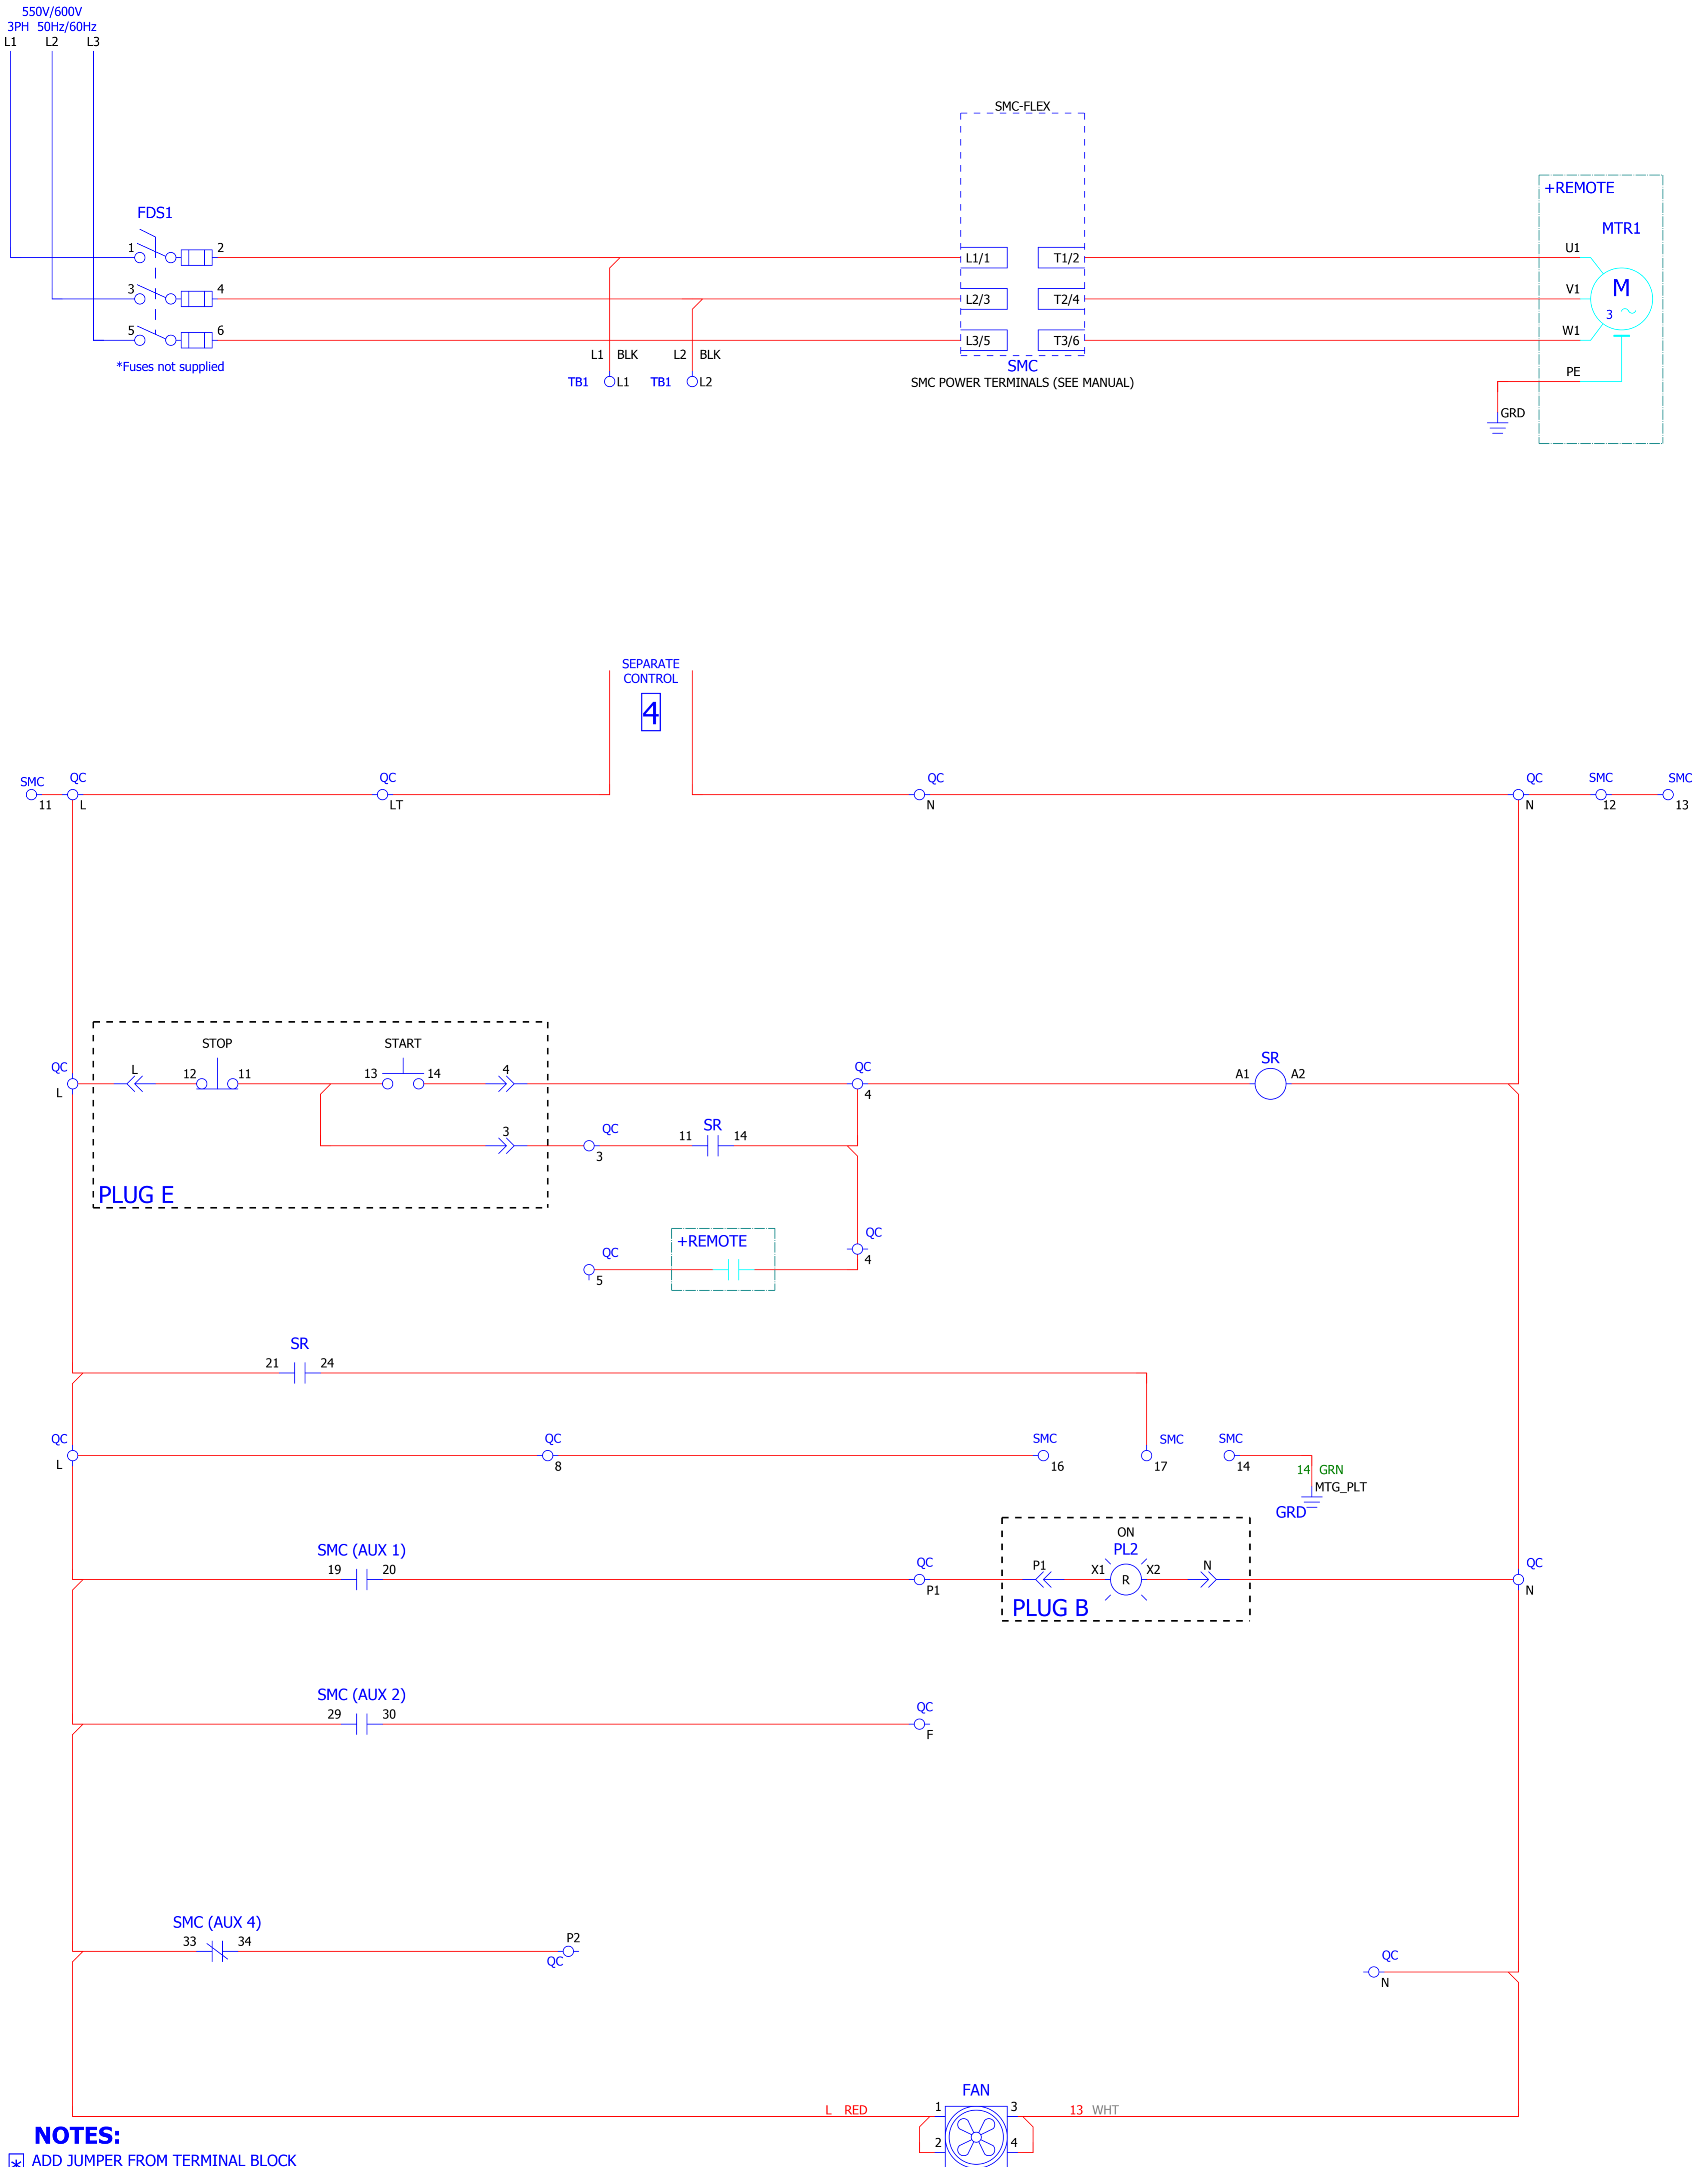 550V/600V
3PH 50Hz/60Hz
L1 L2 L3
SMC-FLEX
+REMOTE
FDS1
MTR1
1 2 L1/1 T1/2 U1
3 4 L2/3 T2/4 V1
M
3
5 6 L3/5 T3/6 W1
*Fuses not supplied
L1 BLK L2 BLK
SMC
PE
TB1 L1 TB1 L2
SMC POWER TERMINALS (SEE MANUAL)
GRD
SEPARATE
CONTROL
4
SMC QC QC QC QC SMC SMC
11 L LT N N 12 13
STOP START
QC L 12 11 13 14 4 QC SR
L 4 A1 A2
3 QC 11 SR 14
3
PLUG E
+REMOTE QC
QC 4
5
SR
21 24
QC QC SMC SMC SMC
L 8 16 17 14
14 GRN
MTG_PLT
GRD
ON
SMC (AUX 1) PL2
19 20 QC P1 X1 R X2 N QC
P1 N
PLUG B
SMC (AUX 2)
29 30 QC
F
SMC (AUX 4)
33 34 P2
QC QC
N
FAN
L RED 1 3 13 WHT
2 4
NOTES:
* ADD JUMPER FROM TERMINAL BLOCK